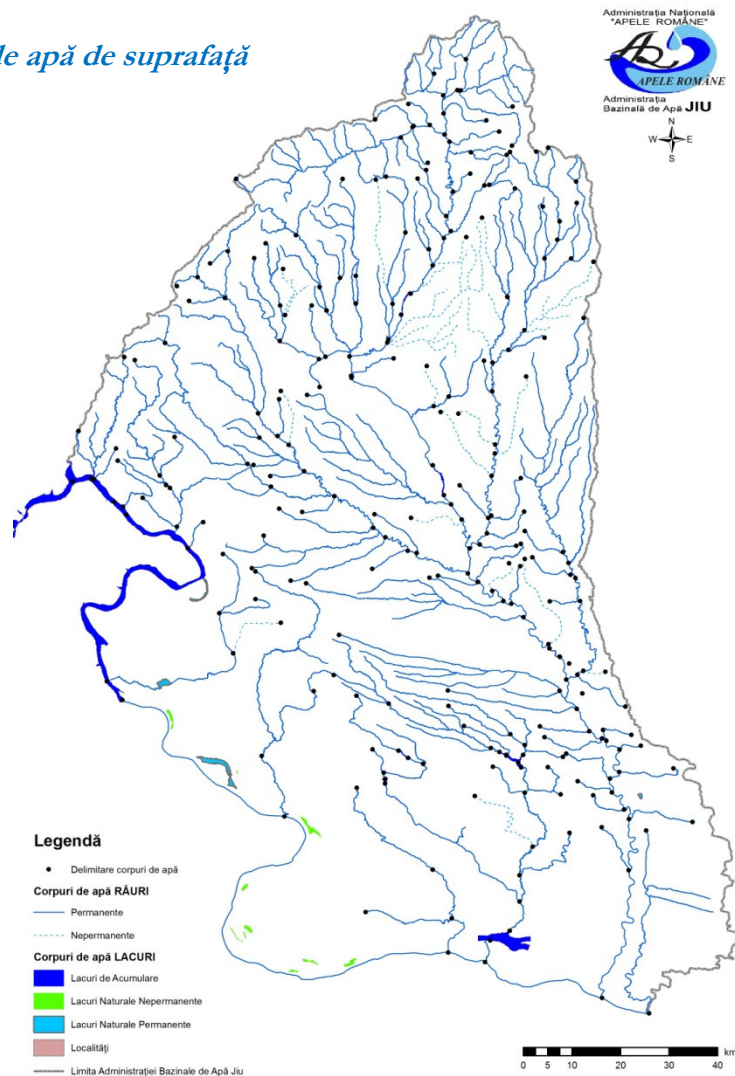 le apă de suprafață
Administrația Națională
"APELE ROMÂNE"
AR
APELE ROMÂNE
Administrația
Bazinală de Apă JIU
N
W E
S
Legendă
Delimitare corpuri de apă
Corpuri de apă RÂURI
Permanente
Nepermanente
Corpuri de apă LACURI
Lacuri de Acumulare
Lacuri Naturale Nepermanente
Lacuri Naturale Permanente
Localități
Limita Administrației Bazinale de Apă Jiu
km
0 5 10 20 30 40